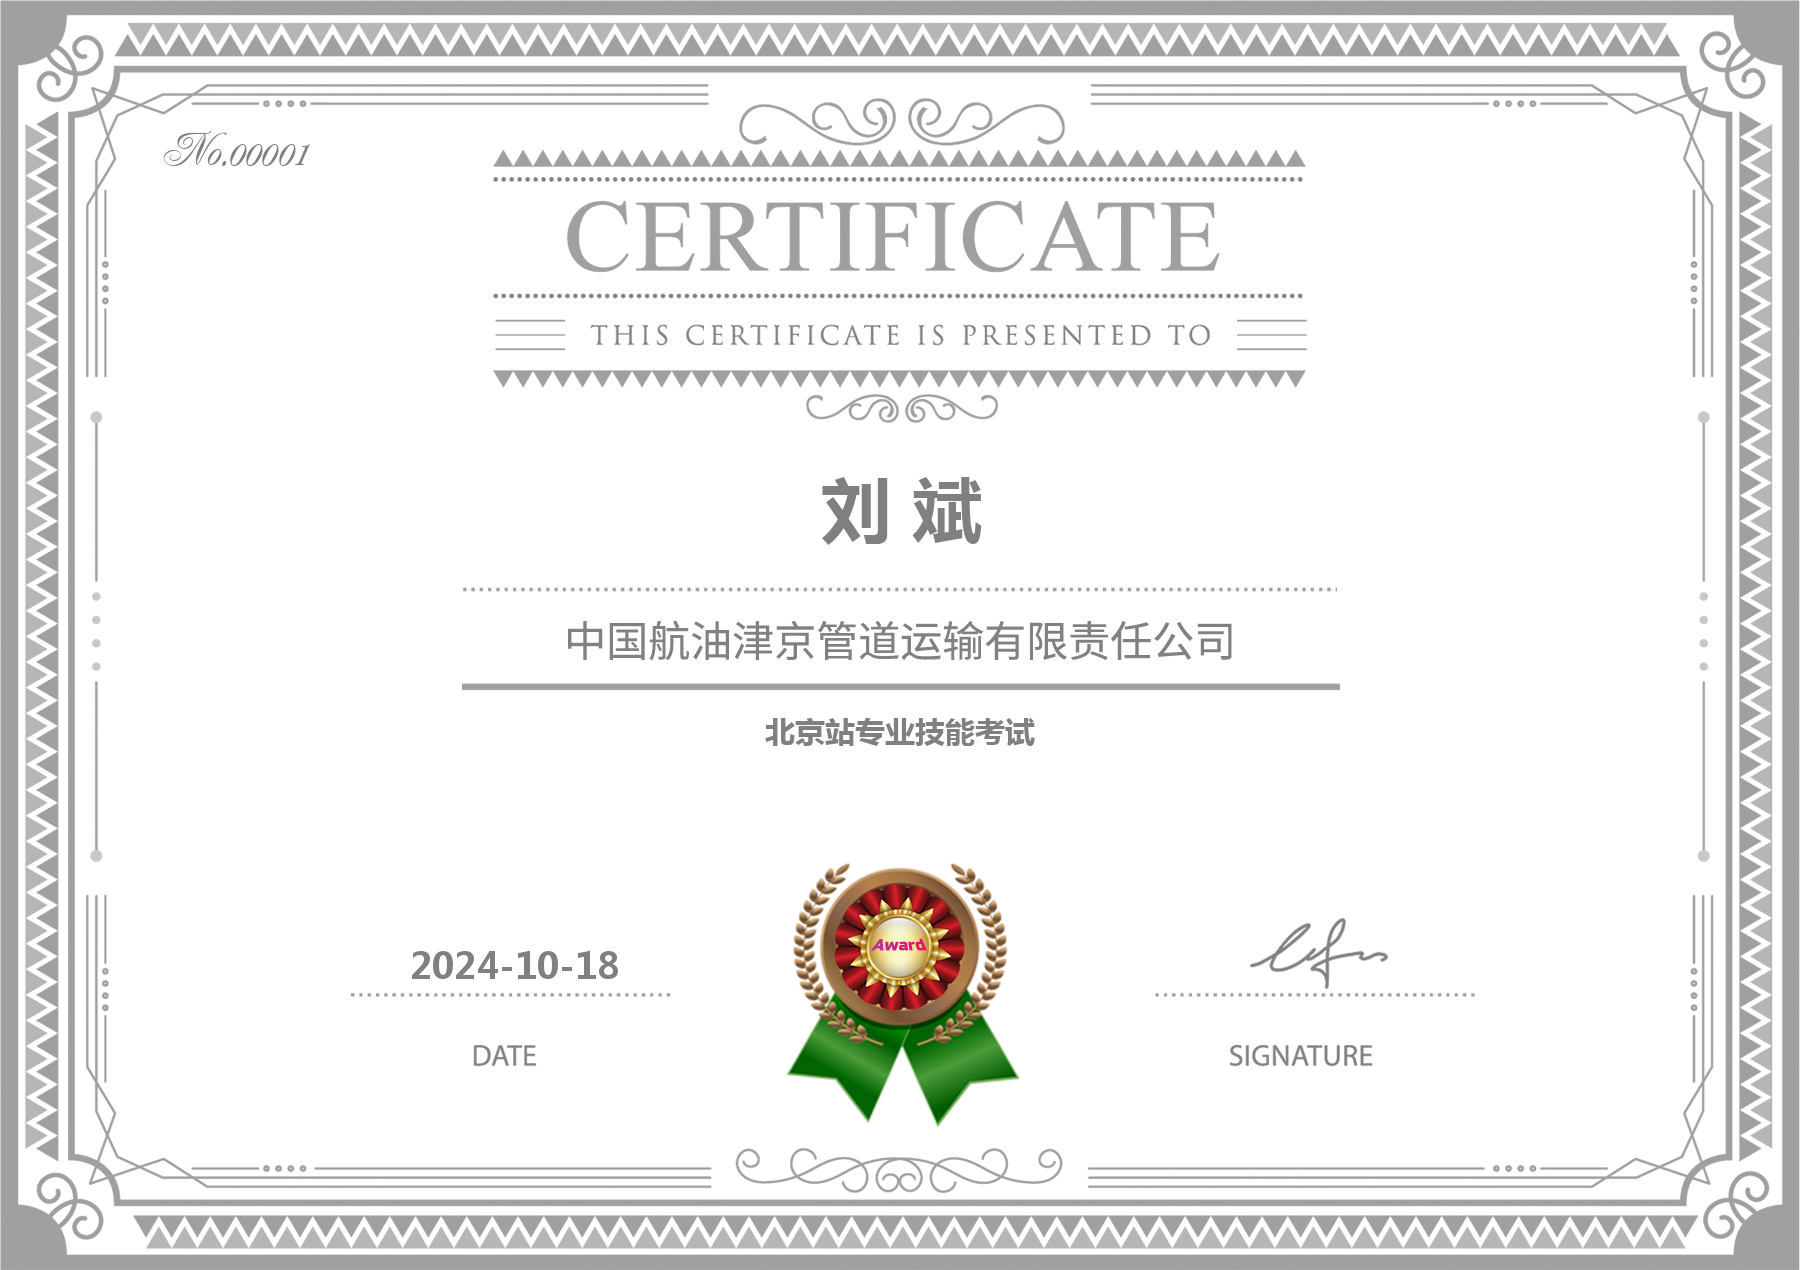 No.00001
CERTIFICATE
THIS CERTIFICATE IS PRESENTED TO
刘 斌
中国航油津京管道运输有限责任公司
北京站专业技能考试
Award
2024-10-18
DATE
SIGNATURE